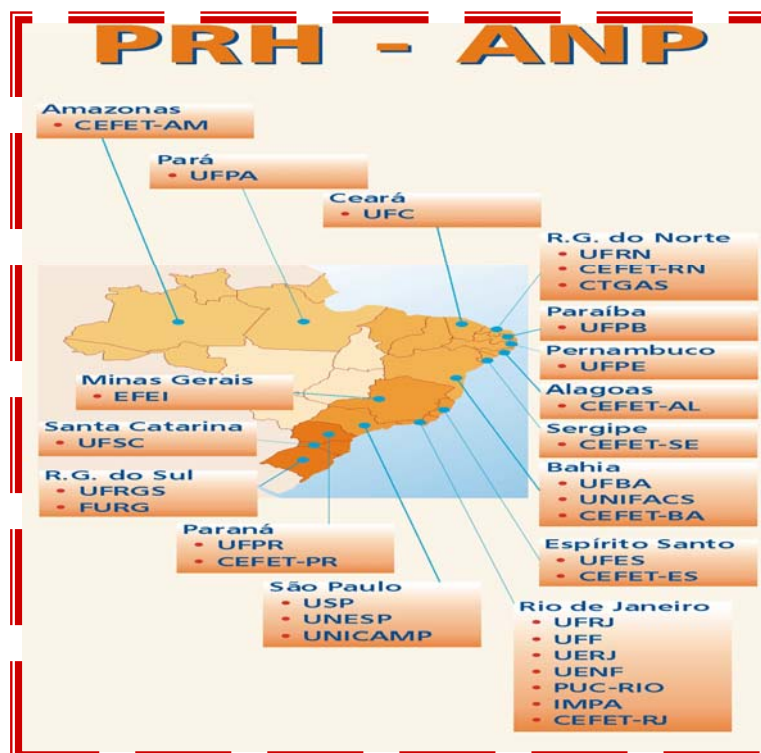 PRH - ANP
Amazonas
• CEFET-AM
Pará
• UFPA
Ceará
• UFC
R.G. do Norte
• UFRN
• CEFET-RN
• CTGAS
Paraíba
• UFPB
Pernambuco
• UFPE
Alagoas
• CEFET-AL
Sergipe
• CEFET-SE
Bahia
• UFBA
• UNIFACS
• CEFET-BA
Espírito Santo
• UFES
• CEFET-ES
Rio de Janeiro
• UFRJ
• UFF
• UERJ
• UENF
• PUC-RIO
• IMPA
• CEFET-RJ
Minas Gerais
• EFEI
Santa Catarina
• UFSC
R.G. do Sul
• UFRGS
• FURG
Paraná
• UFPR
• CEFET-PR
São Paulo
• USP
• UNESP
• UNICAMP